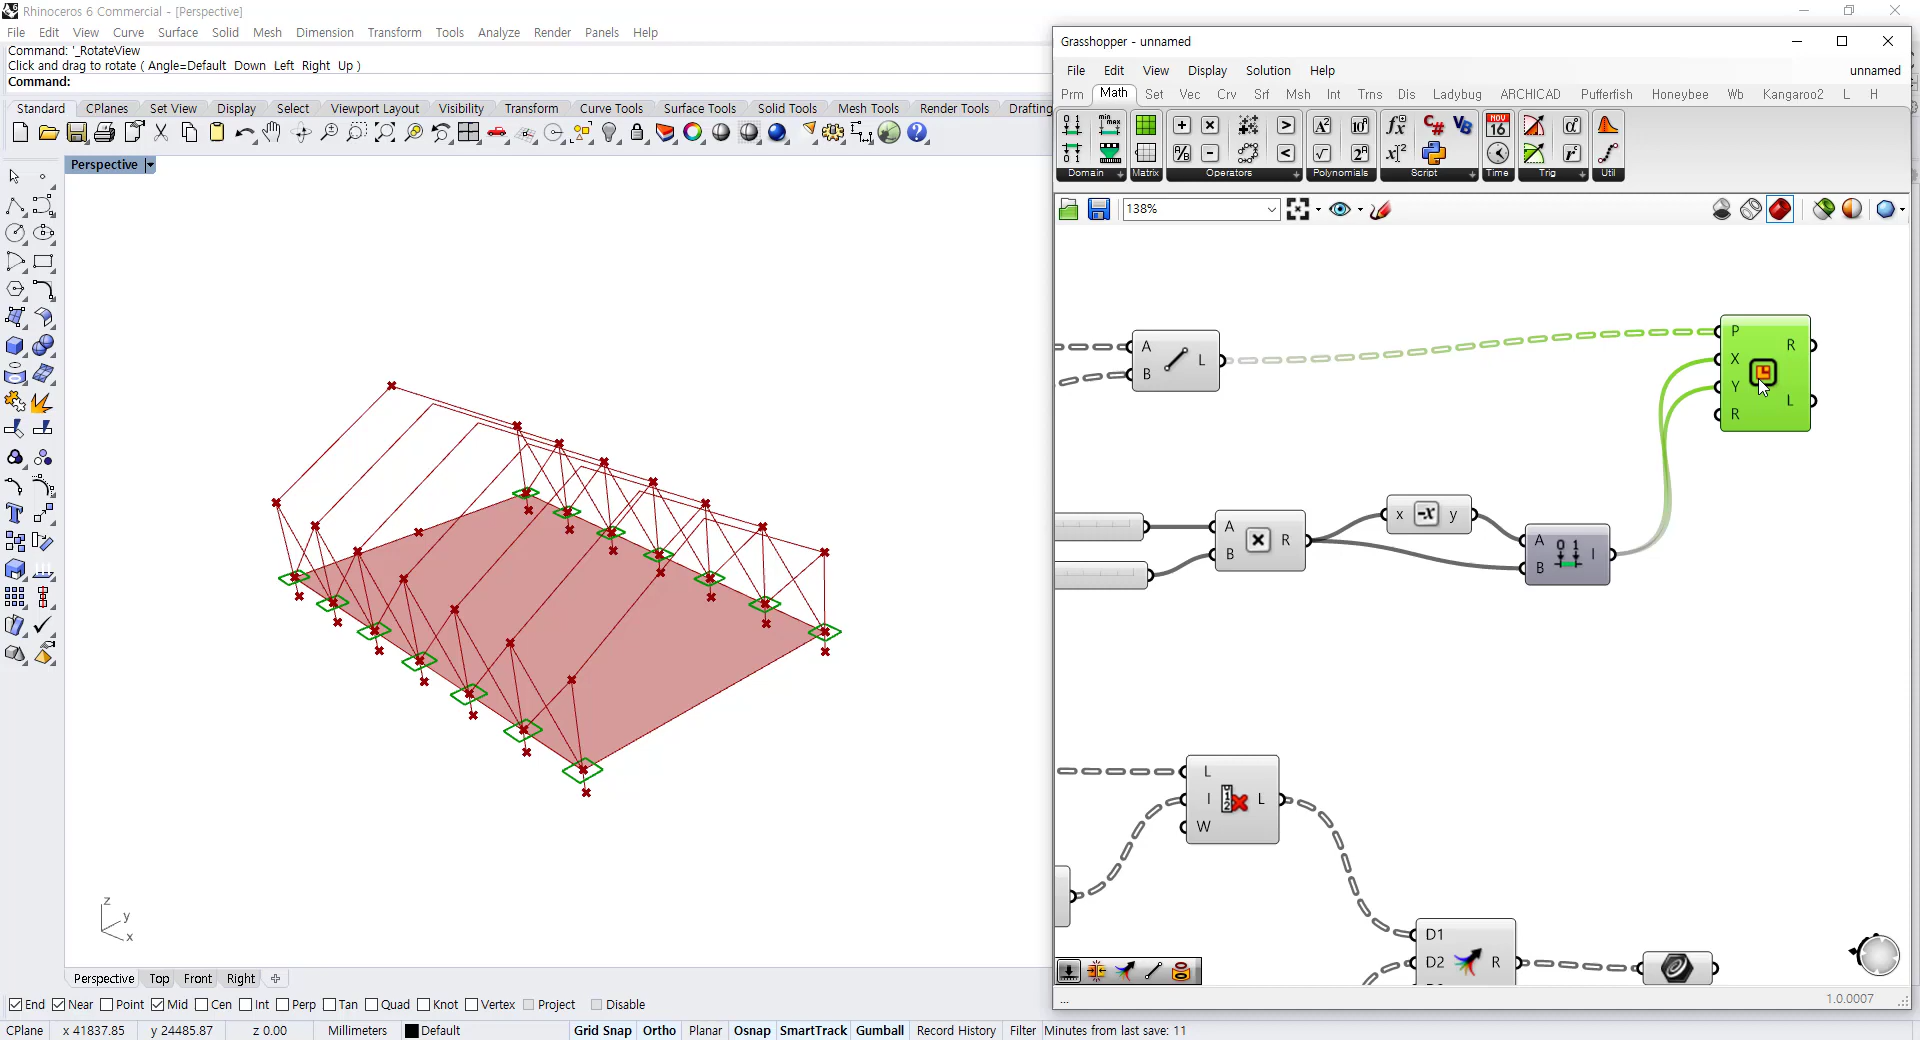 Rhinoceros 6 Commercial - [Perspective]
File Edit View Curve Surface Solid Mesh Dimension Transform Tools Analyze Render Panels Help
Command: '_RotateView
Click and drag to rotate ( Angle=Default Down Left Right Up )
Command:
Standard CPlanes Set View Display Select Viewport Layout Visibility Transform Curve Tools Surface Tools Solid Tools Mesh Tools Render Tools Drafting
Perspective
z
y
x
Perspective Top Front Right
End Near Point Mid Cen Int Perp Tan Quad Knot Vertex Project Disable
CPlane x 41837.85 y 24485.87 z 0.00 Millimeters Default Grid Snap Ortho Planar Osnap SmartTrack Gumball Record History Filter Minutes from last save: 11
Grasshopper - unnamed
File Edit View Display Solution Help unnamed
Prm Math Set Vec Crv Srf Msh Int Trns Dis Ladybug ARCHICAD Pufferfish Honeybee Wb Kangaroo2 L H
Domain Matrix Operators Polynomials Script Time Trig Util
138%
A
B
L
P
X
Y
R
R
L
A
B
R
x -x y
A
B
0 1
I
L
I
W
L
D1
D2
R
...
1.0.0007